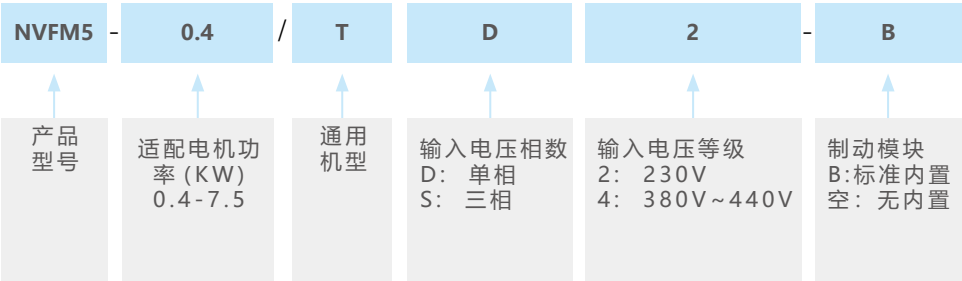 NVFM5-0.4/TD2-B
产品
型号
适配电机功
率(KW)
0.4-7.5
通用
机型
输入电压相数
D: 单相
S: 三相
输入电压等级
2: 230V
4: 380V~440V
制动模块
B:标准内置
空: 无内置